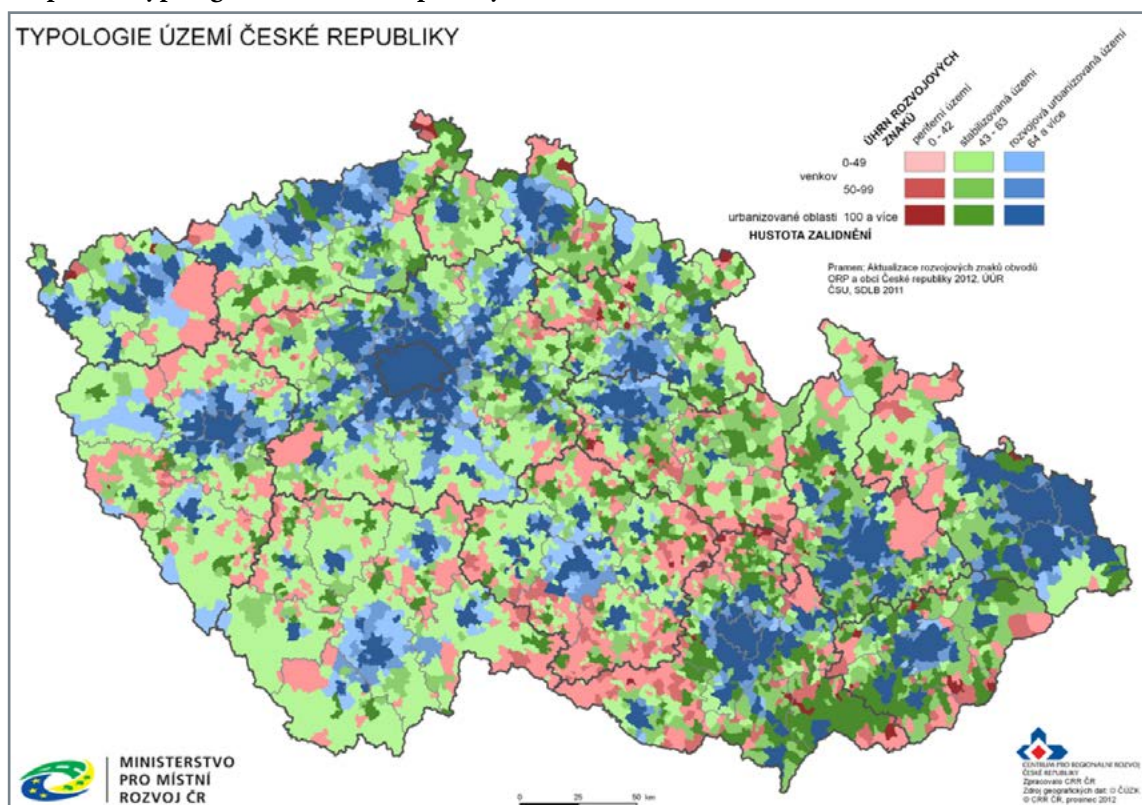 TYPOLOGIE ÚZEMÍ ČESKÉ REPUBLIKY
ÚHRN ROZVOJOVÝCH
ZNAKŮ
periferní území
0 - 42
stabilizovaná území
43 - 63
rozvojová urbanizovaná území
64 a více
0-49
venkov
50-99
urbanizované oblasti 100 a více
HUSTOTA ZALIDNĚNÍ
Pramen: Aktualizace rozvojových znaků obvodů
ORP a obcí České republiky 2012, ÚÚR
ČSÚ, SDLB 2011
MINISTERSTVO
PRO MÍSTNÍ
ROZVOJ ČR
0 25 50 km
CENTRUM PRO REGIONÁLNÍ ROZVOJ
ČESKÉ REPUBLIKY
Zpracovalo CRR ČR
Zdroj geografických dat: © ČÚZK
© CRR ČR, prosinec 2012